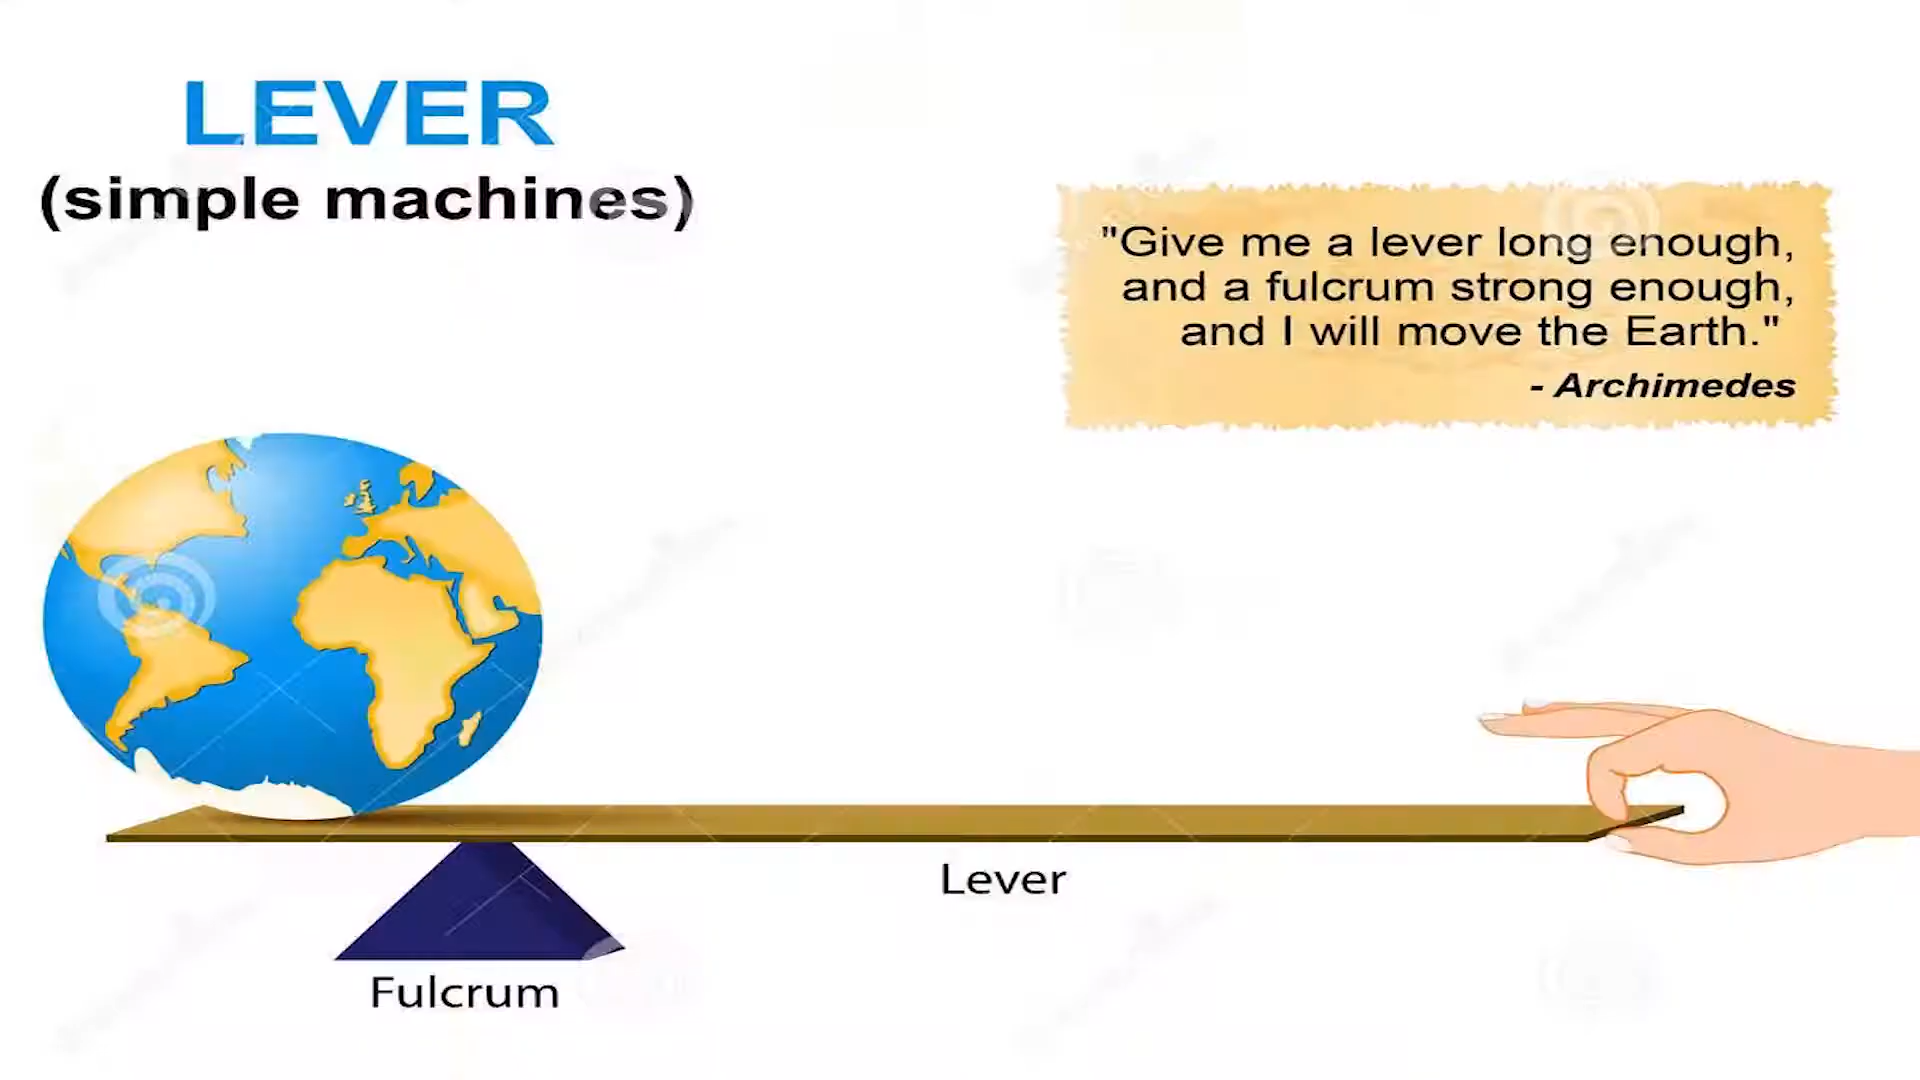 LEVER
(simple machines)
"Give me a lever long enough,
and a fulcrum strong enough,
and I will move the Earth."
- Archimedes
Lever
Fulcrum